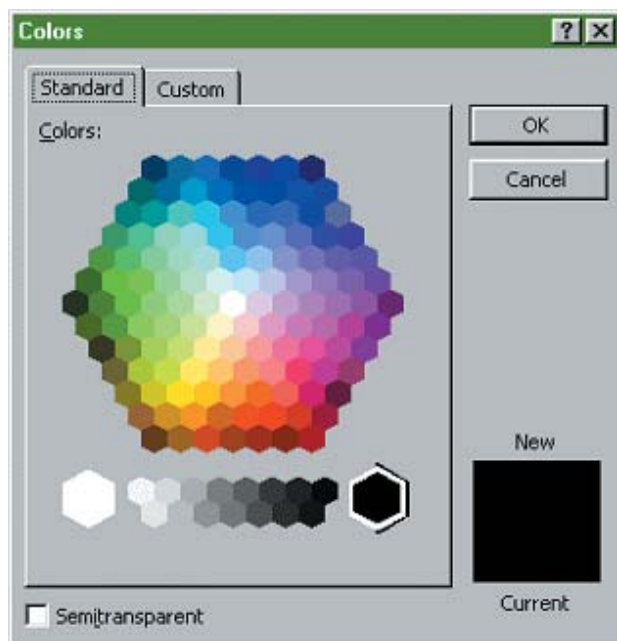 Colors
Standard
Custom
Colors:
OK
Cancel
New
Current
Semitransparent